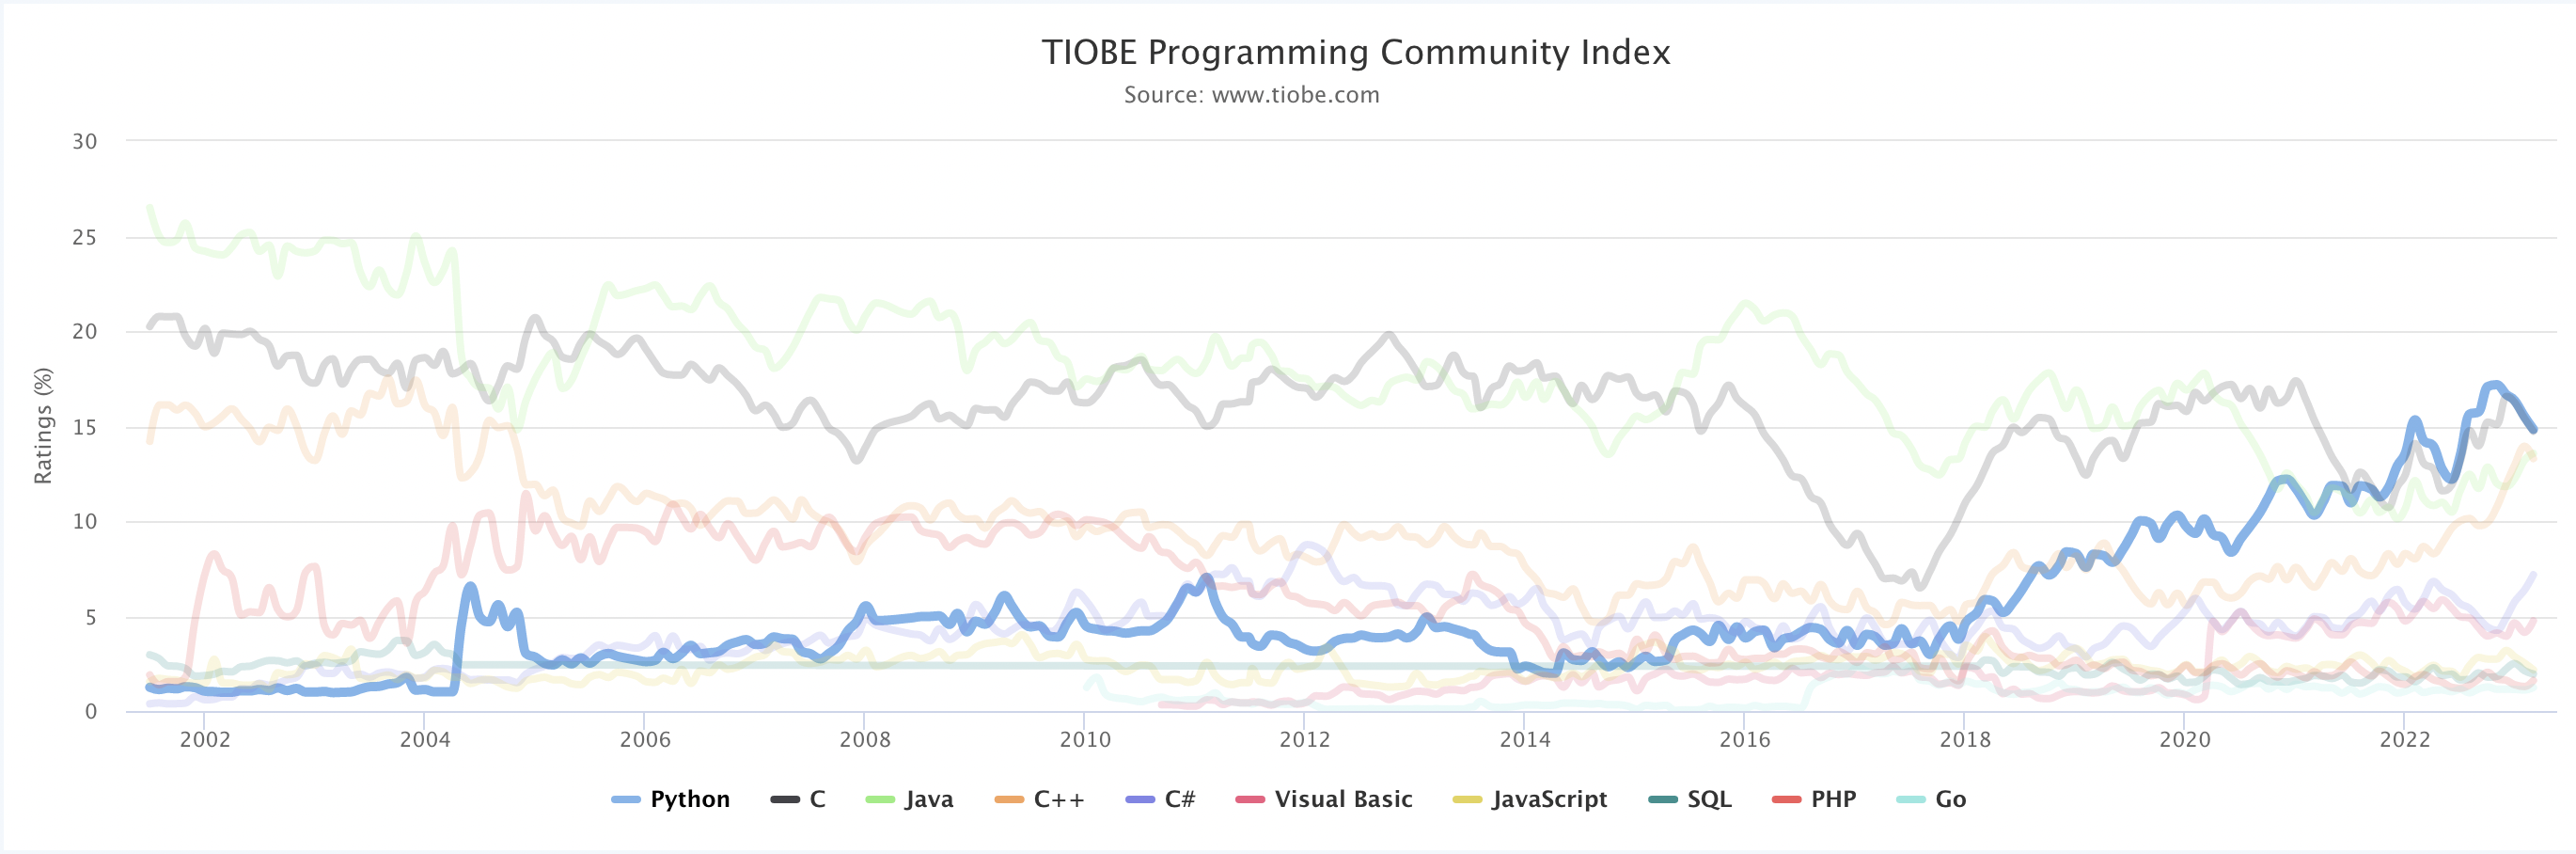 TIOBE Programming Community Index
Source: www.tiobe.com
Ratings (%)
30
25
20
15
10
5
0
2002 2004 2006 2008 2010 2012 2014 2016 2018 2020 2022
Python C Java C++ C# Visual Basic JavaScript SQL PHP Go